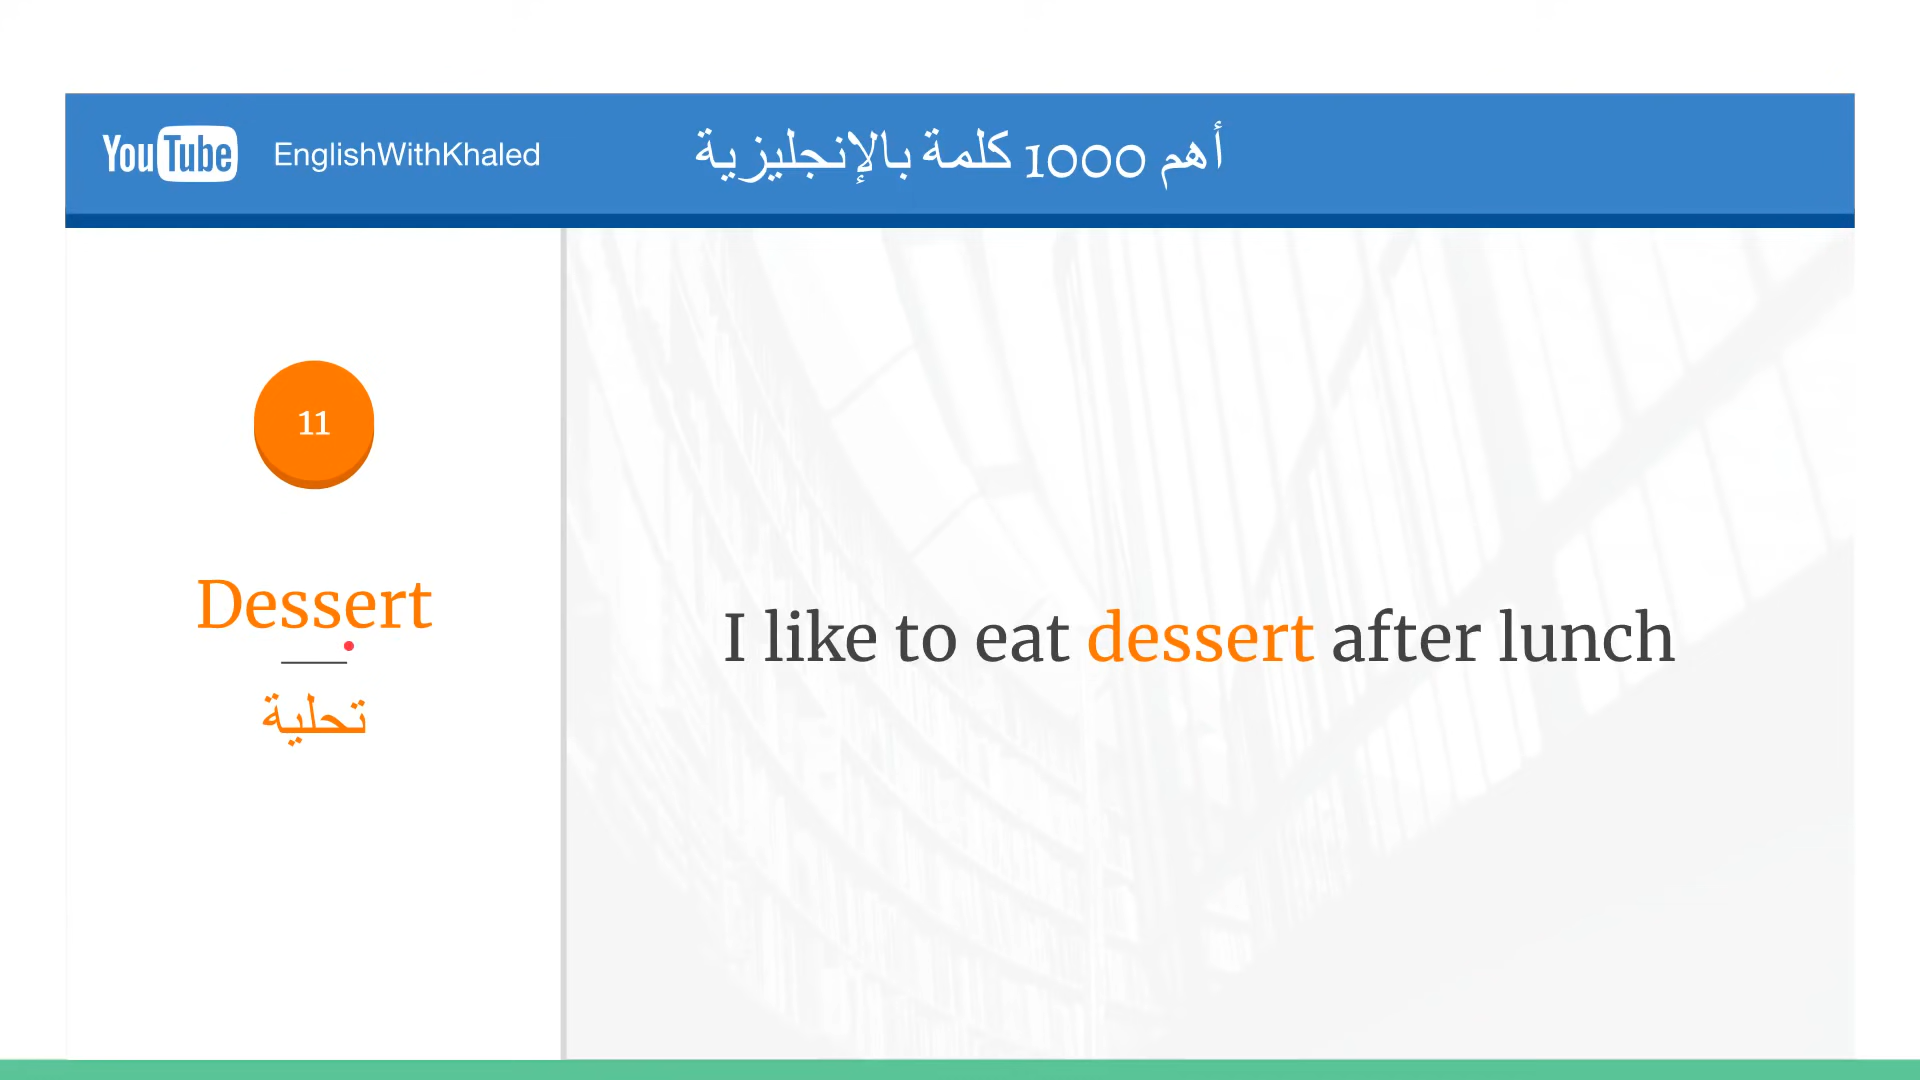 YouTube EnglishWithKhaled
أهم 1000 كلمة بالإنجليزية
11
Dessert
تحلية
I like to eat dessert after lunch